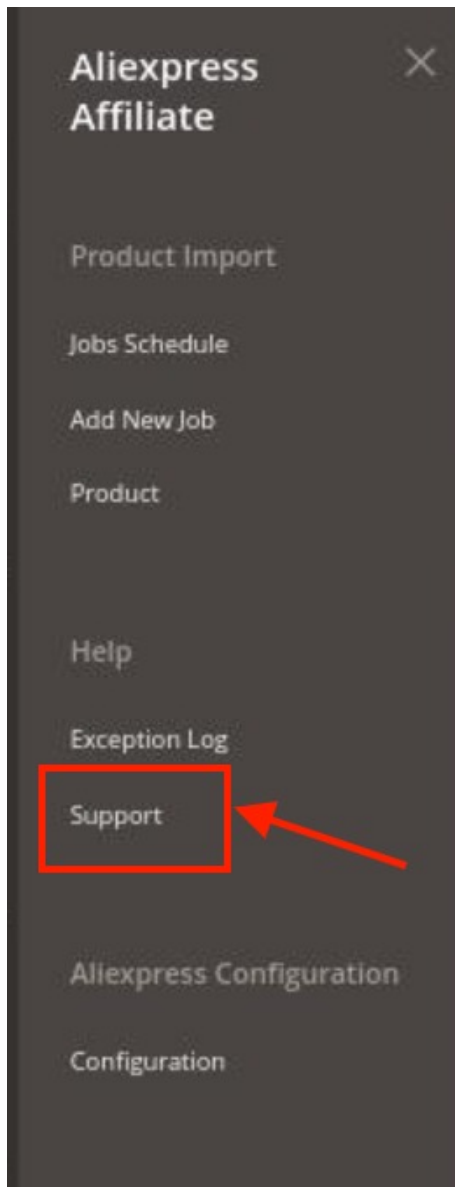 Aliexpress
Affiliate
Product Import
Jobs Schedule
Add New Job
Product
Help
Exception Log
Support
Aliexpress Configuration
Configuration